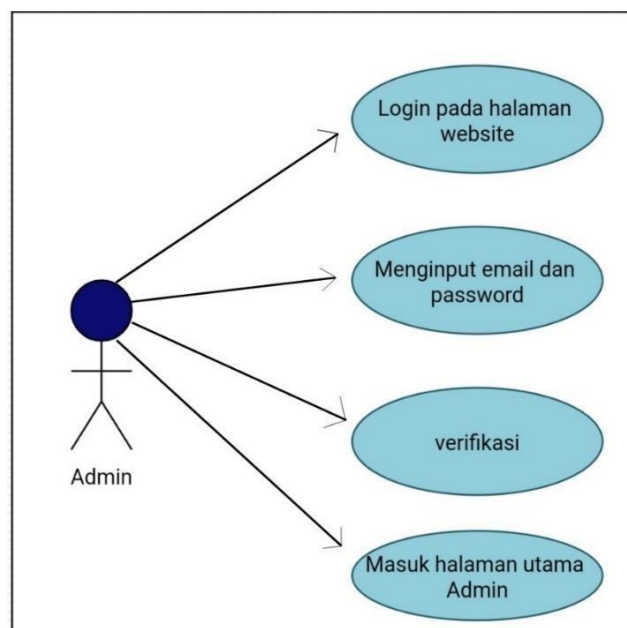 Login pada halaman
website
Menginput email dan
password
verifikasi
Admin
Masuk halaman utama
Admin